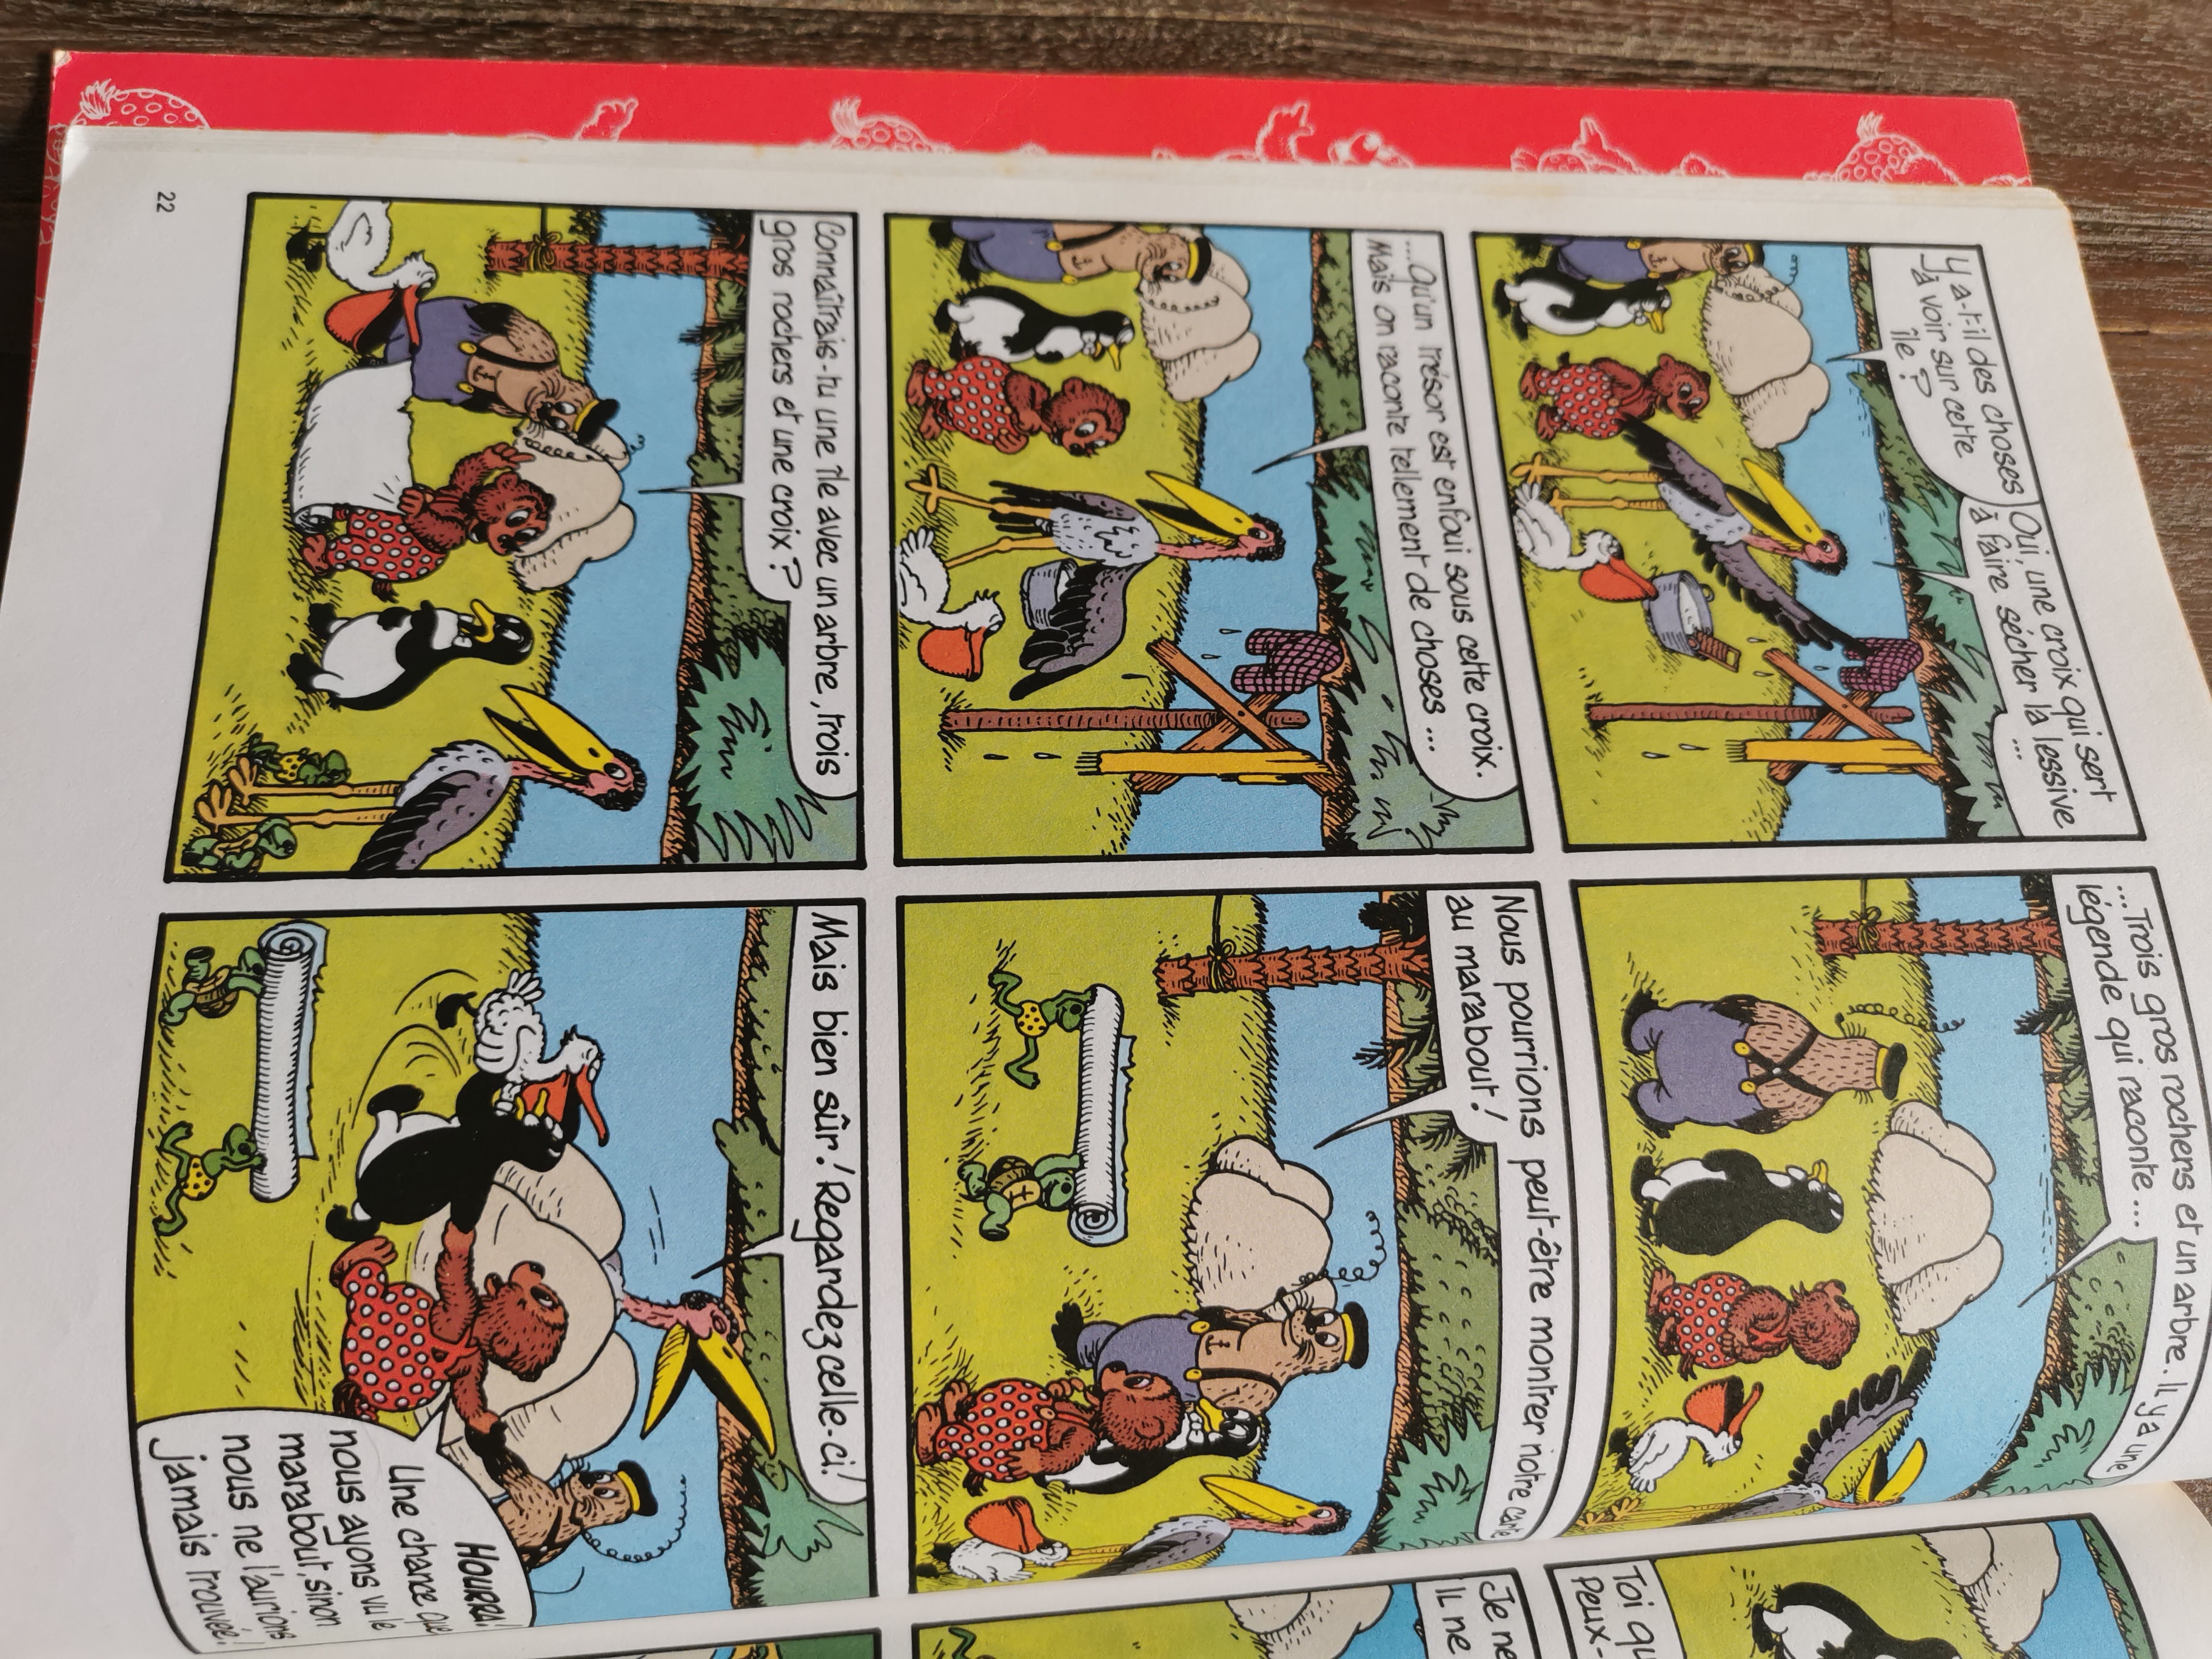 Y a-t-il des choses
à voir sur cette
île ?
Oui, une croix qui sert
à faire sécher la lessive
...
...Trois gros rochers et un arbre. Il y a une
légende qui raconte...
...Qu'un trésor est enfoui sous cette croix.
Mais on raconte tellement de choses ...
Nous pourrions peut-être montrer notre carte
au marabout !
Connaîtrais-tu une île avec un arbre, trois
gros rochers et une croix ?
Mais bien sûr ! Regardez celle-ci !
HOURRA!
Une chance que
nous ayons vu le
marabout, sinon
nous ne l'aurions
jamais trouvée!
22
Toi qu
Peux-
Je ne
Il ne